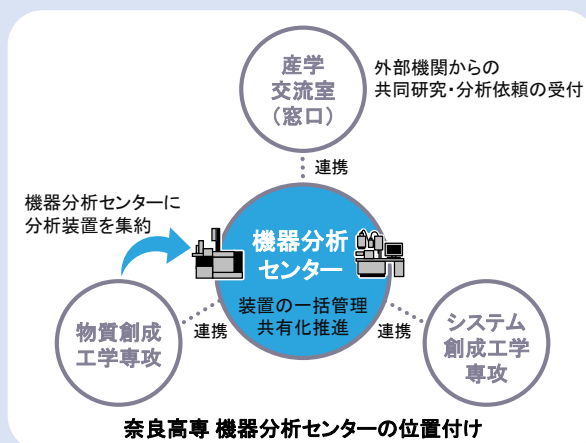 産学
交流室
（窓口）
外部機関からの
共同研究・分析依頼の受付
連携
機器分析センターに
分析装置を集約
機器分析
センター
装置の一括管理
共有化推進
物質創成
工学専攻
連携
連携
システム
創成工学
専攻
奈良高専 機器分析センターの位置付け